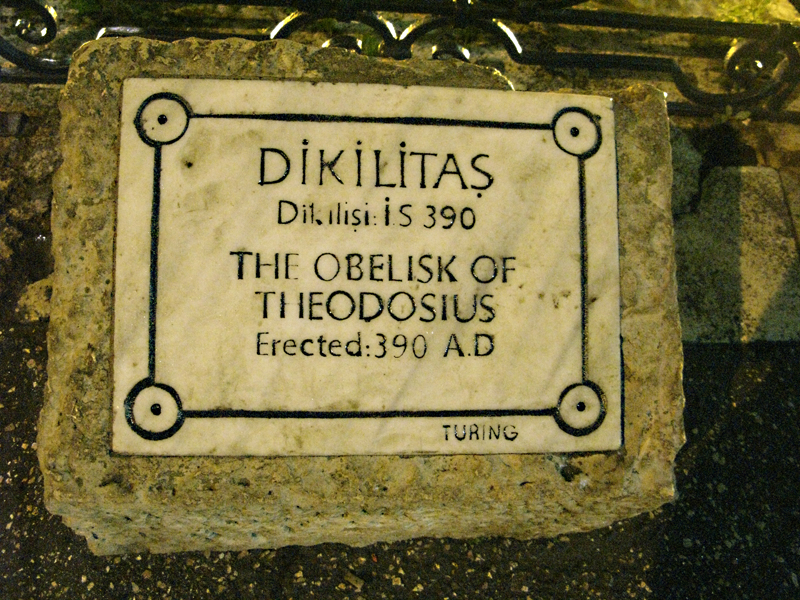 DİKİLİTAŞ
Dikilişi: İ.S 390
THE OBELISK OF
THEODOSIUS
Erected: 390 A.D
TURING